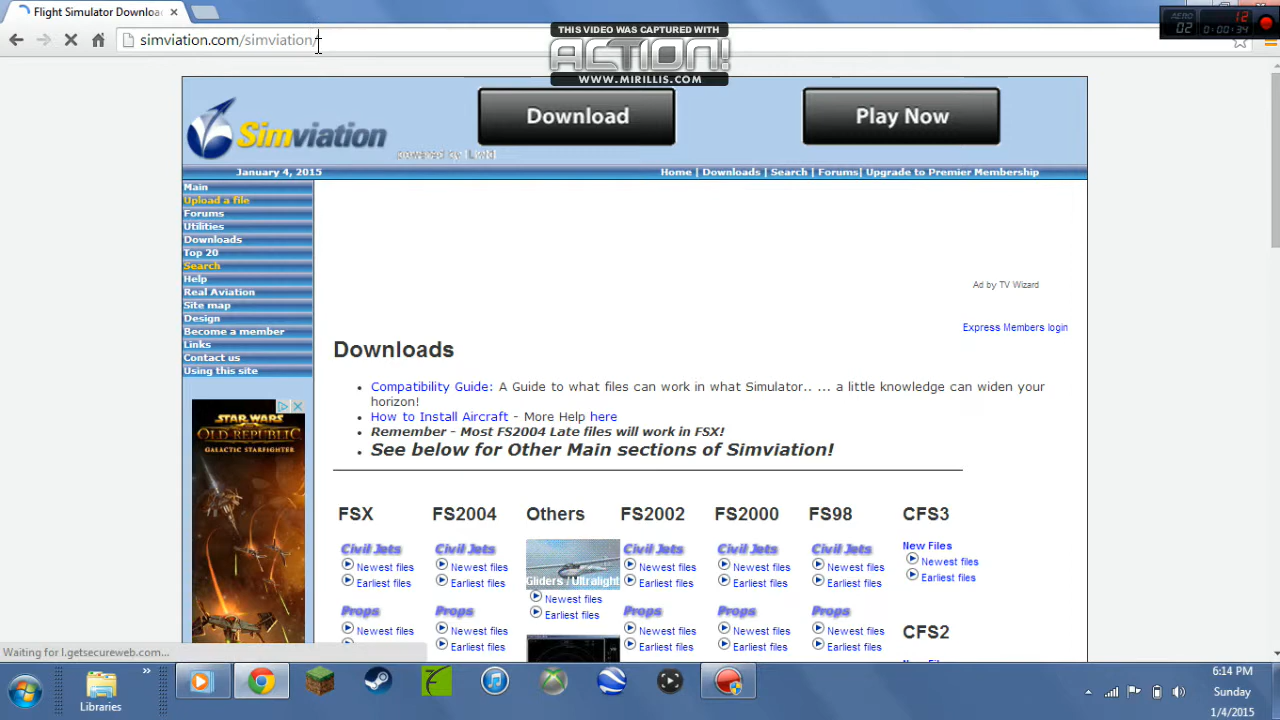 Flight Simulator Downloa
simviation.com/simviation/
THIS VIDEO WAS CAPTURED WITH
ACTION!
WWW.MIRILLIS.COM
AERO
02
12
0:00:34
Simviation
Download
Play Now
powered by
January 4, 2015
Home | Downloads | Search | Forums| Upgrade to Premier Membership
Main
Upload a file
Forums
Utilities
Downloads
Top 20
Search
Help
Real Aviation
Site map
Design
Become a member
Links
Contact us
Using this site
Ad by TV Wizard
Express Members login
Downloads
• Compatibility Guide: A Guide to what files can work in what Simulator.. ... a little knowledge can widen your
horizon!
• How to Install Aircraft - More Help here
• Remember - Most FS2004 Late files will work in FSX!
• See below for Other Main sections of Simviation!
STAR WARS
THE OLD REPUBLIC
GALACTIC STARFIGHTER
FSX FS2004 Others FS2002 FS2000 FS98 CFS3
Civil Jets Civil Jets Civil Jets Civil Jets Civil Jets New Files
Newest files Newest files Newest files Newest files Newest files Newest files
Earliest files Earliest files Gliders / Ultralight Earliest files Earliest files Earliest files Earliest files
Newest files
Props Props Earliest files Props Props Props
Newest files Newest files Newest files Newest files Newest files CFS2
Earliest files Earliest files Earliest files Earliest files
Waiting for l.getsecureweb.com...
Libraries
»
6:14 PM
Sunday
1/4/2015